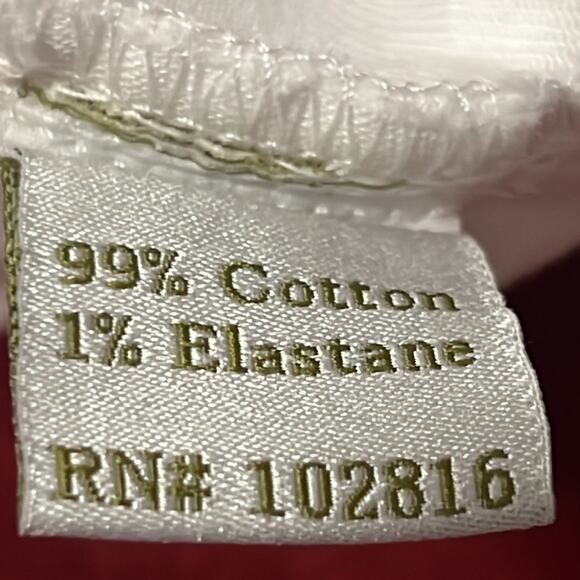 99% Cotton
1% Elastane
RN# 102816